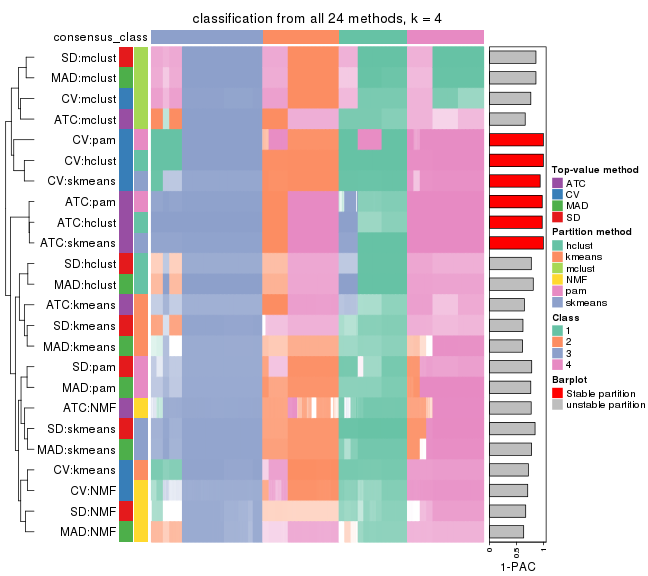 classification from all 24 methods, k = 4
consensus_class
SD:mclust
MAD:mclust
CV:mclust
ATC:mclust
CV:pam
CV:hclust
CV:skmeans
ATC:pam
ATC:hclust
ATC:skmeans
SD:hclust
MAD:hclust
ATC:kmeans
SD:kmeans
MAD:kmeans
SD:pam
MAD:pam
ATC:NMF
SD:skmeans
MAD:skmeans
CV:kmeans
CV:NMF
SD:NMF
MAD:NMF
0
0.5
1
1-PAC
Top-value method
ATC
CV
MAD
SD
Partition method
hclust
kmeans
mclust
NMF
pam
skmeans
Class
1
2
3
4
Barplot
Stable partition
unstable partition